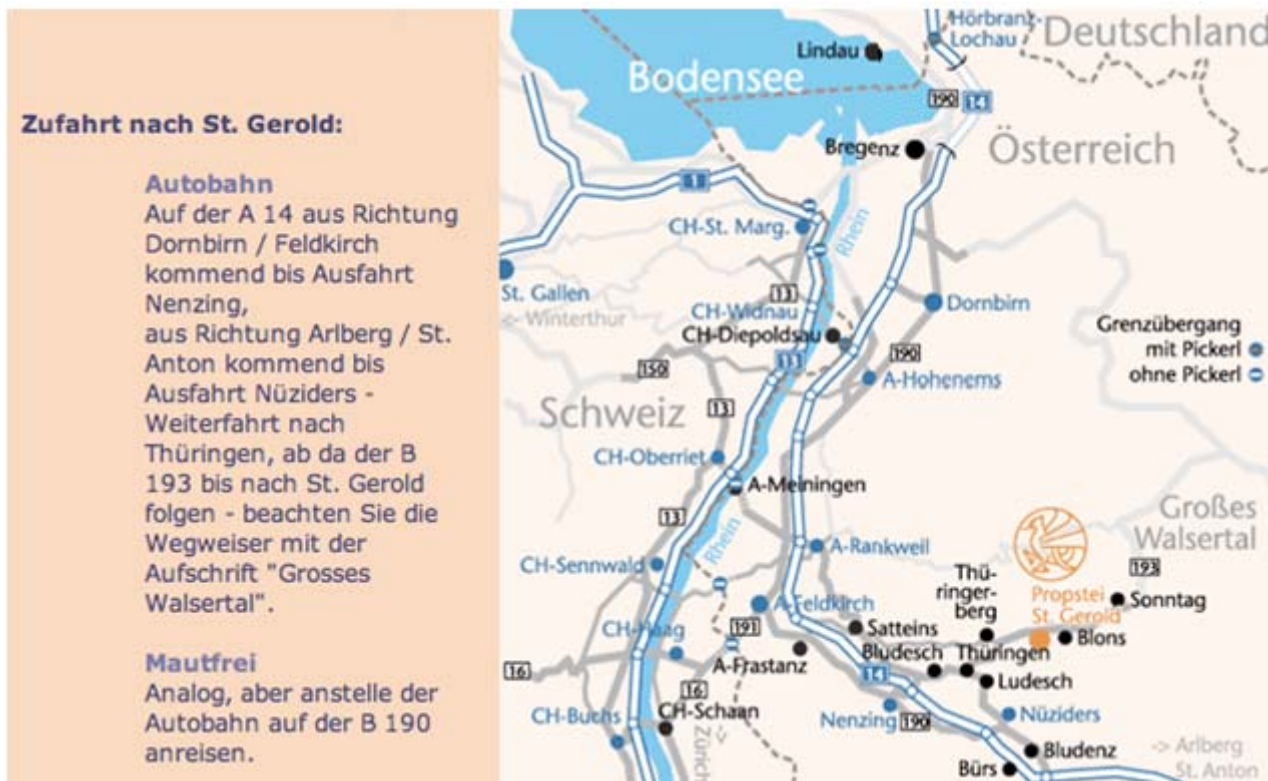 Zufahrt nach St. Gerold:
Autobahn
Auf der A 14 aus Richtung
Dornbirn / Feldkirch
kommend bis Ausfahrt
Nenzing,
aus Richtung Arlberg / St.
Anton kommend bis
Ausfahrt Nüziders -
Weiterfahrt nach
Thüringen, ab da der B
193 bis nach St. Gerold
folgen - beachten Sie die
Wegweiser mit der
Aufschrift "Grosses
Walsertal".
Mautfrei
Analog, aber anstelle der
Autobahn auf der B 190
anreisen.
Hörbranz-
Lochau
Deutschland
Lindau
Bodensee
190
14
Bregenz
Österreich
CH-St. Marg.
Rhein
St. Gallen
<- Winterthur
13
CH-Widnau
CH-Diepoldsau
Dornbirn
190
Grenzübergang
mit Pickerl
ohne Pickerl
150
A-Hohenems
Schweiz
13
CH-Oberriet
A-Meiningen
13
Rhein
Großes
Walsertal
CH-Sennwald
A-Rankweil
193
Thü-
ringer-
berg
Propstei
St. Gerold
Sonntag
A-Feldkirch
CH-Haag
191
Satteins
Blons
A-Frastanz
Bludesch
Thüringen
16
16
14
Ludesch
CH-Buchs
CH-Schaan
Nenzing
190
Nüziders
Zürich
->
Bludenz
-> Arlberg
St. Anton
Bürs